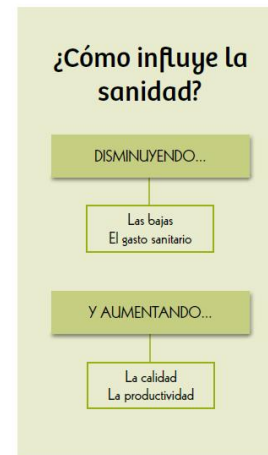 ¿Cómo influye la
sanidad?
DISMINUYENDO...
Las bajas
El gasto sanitario
Y AUMENTANDO...
La calidad
La productividad